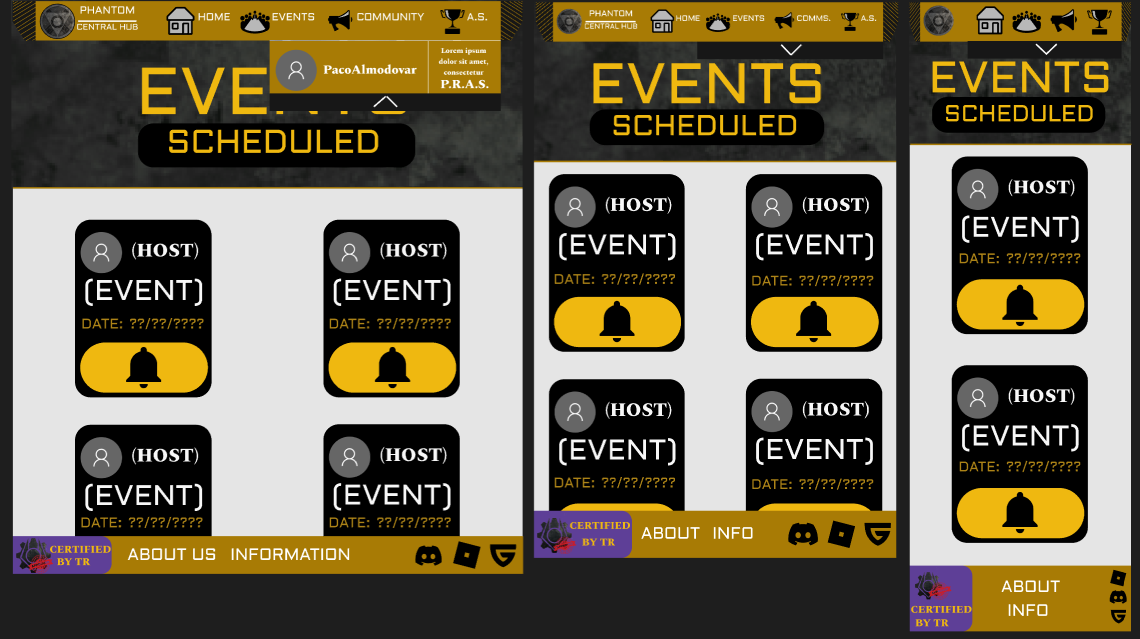 PHANTOM
CENTRAL HUB
HOME
EVENTS
COMMUNITY
A.S.
PacoAlmodovar
Lorem ipsum
dolor sit amet,
consectetur
P.R.A.S.
EVENTS
SCHEDULED
(HOST)
(EVENT)
DATE: ??/??/????
(HOST)
(EVENT)
DATE: ??/??/????
(HOST)
(EVENT)
DATE: ??/??/????
(HOST)
(EVENT)
DATE: ??/??/????
CERTIFIED
BY TR
ABOUT US
INFORMATION
PHANTOM
CENTRAL HUB
HOME
EVENTS
COMMS.
A.S.
EVENTS
SCHEDULED
(HOST)
(EVENT)
DATE: ??/??/????
(HOST)
(EVENT)
DATE: ??/??/????
(HOST)
(EVENT)
DATE: ??/??/????
(HOST)
(EVENT)
DATE: ??/??/????
CERTIFIED
BY TR
ABOUT
INFO
EVENTS
SCHEDULED
(HOST)
(EVENT)
DATE: ??/??/????
(HOST)
(EVENT)
DATE: ??/??/????
CERTIFIED
BY TR
ABOUT
INFO